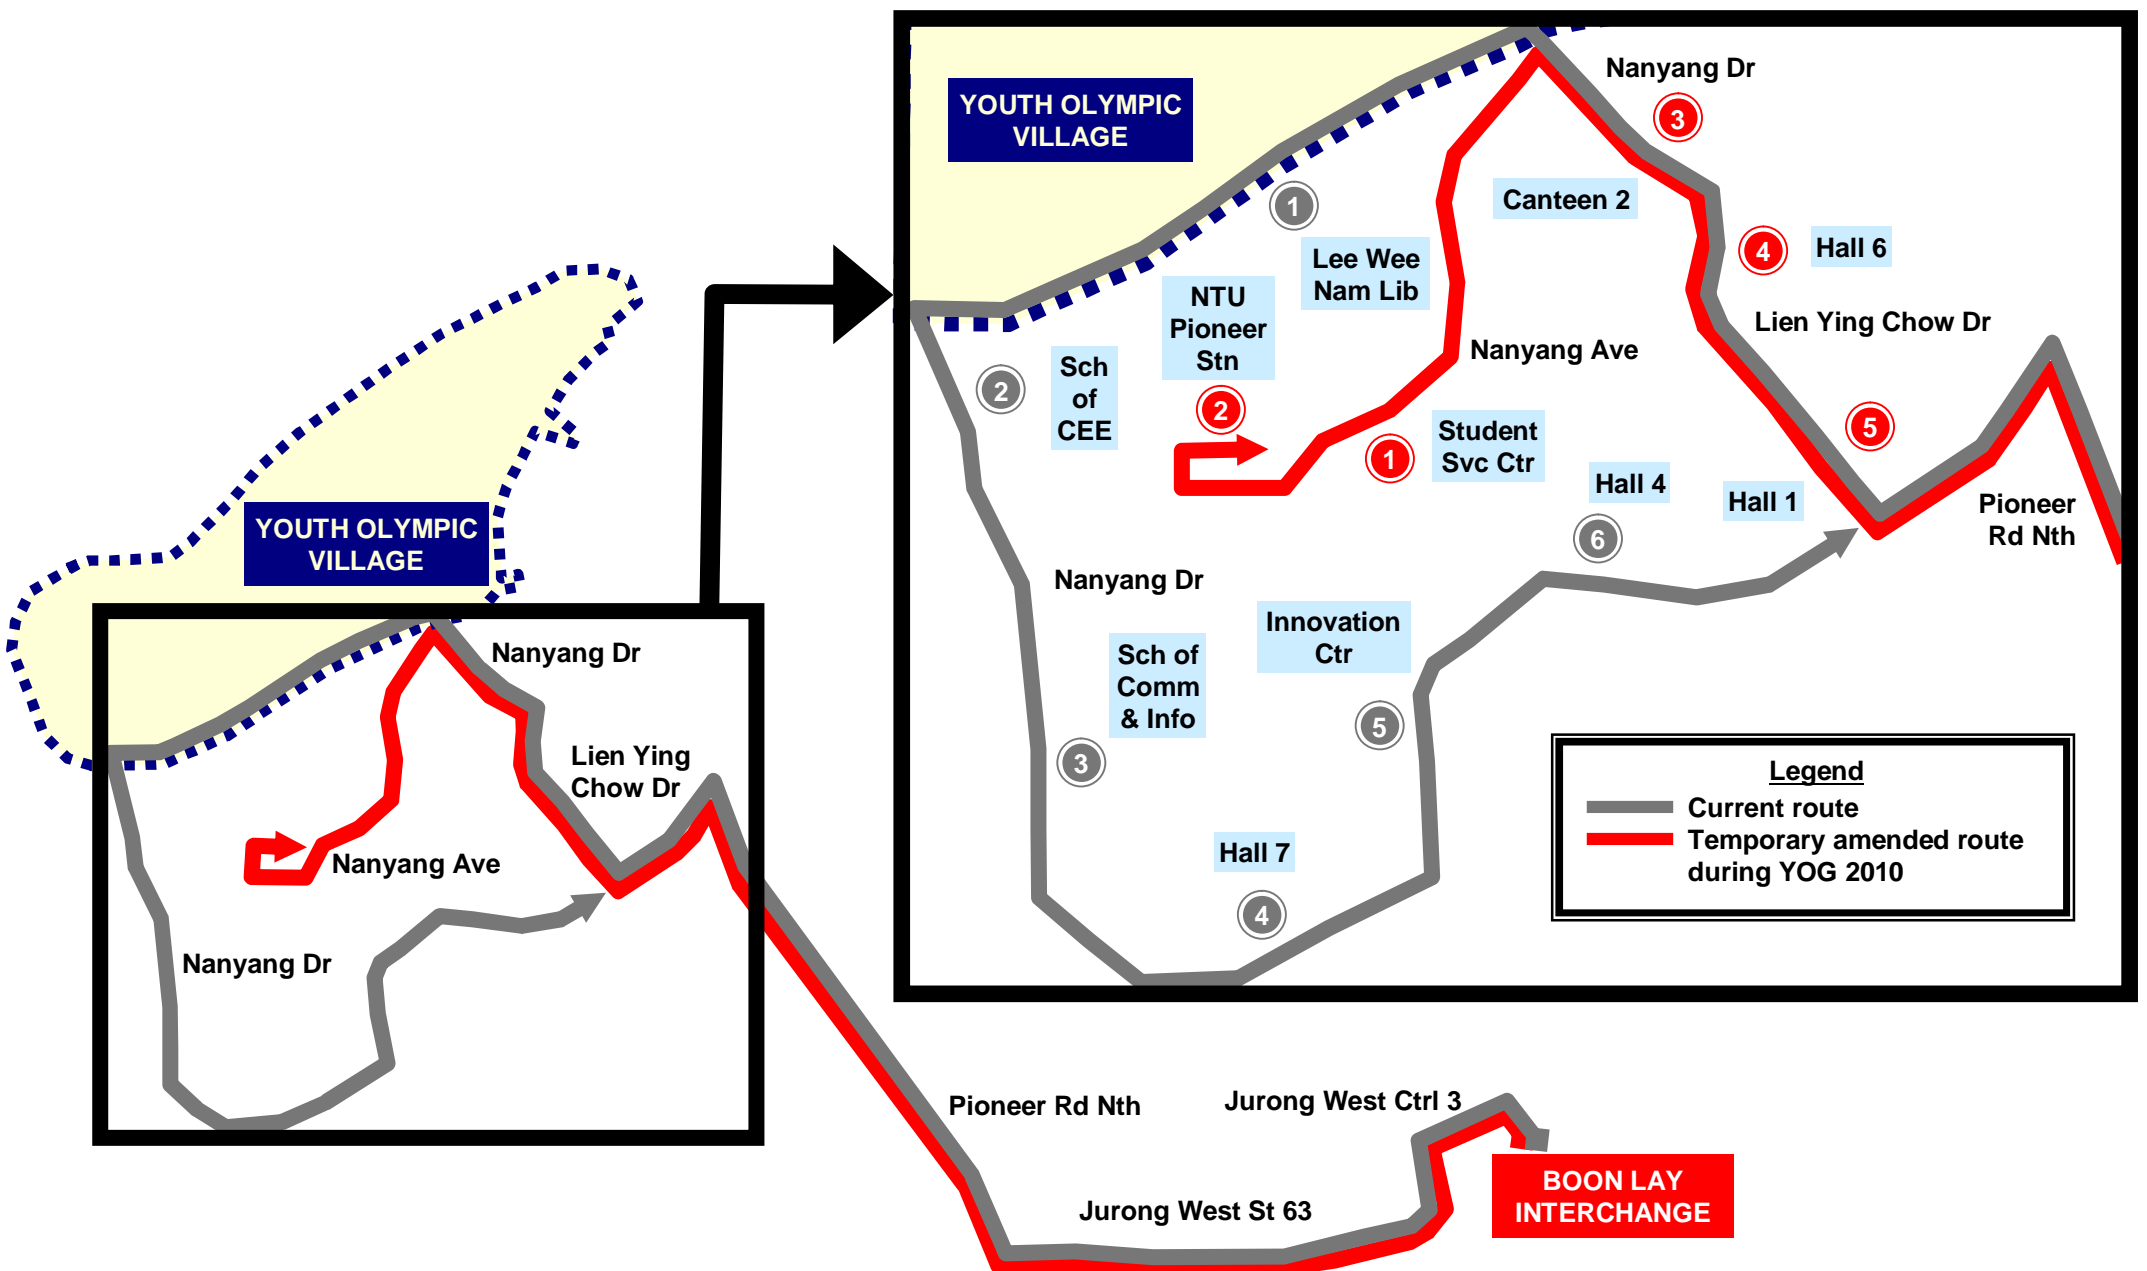 YOUTH OLYMPIC
VILLAGE
Nanyang Dr
3
1
Canteen 2
Lee Wee
Nam Lib
4
Hall 6
NTU
Pioneer
Stn
Lien Ying Chow Dr
Nanyang Ave
2
Sch
of
CEE
2
1
Student
Svc Ctr
5
Hall 4
Hall 1
Pioneer
Rd Nth
6
Nanyang Dr
Innovation
Ctr
Sch of
Comm
& Info
5
3
Hall 7
4
Legend
Current route
Temporary amended route
during YOG 2010
YOUTH OLYMPIC
VILLAGE
Nanyang Dr
Lien Ying
Chow Dr
Nanyang Ave
Nanyang Dr
Pioneer Rd Nth
Jurong West Ctrl 3
Jurong West St 63
BOON LAY
INTERCHANGE